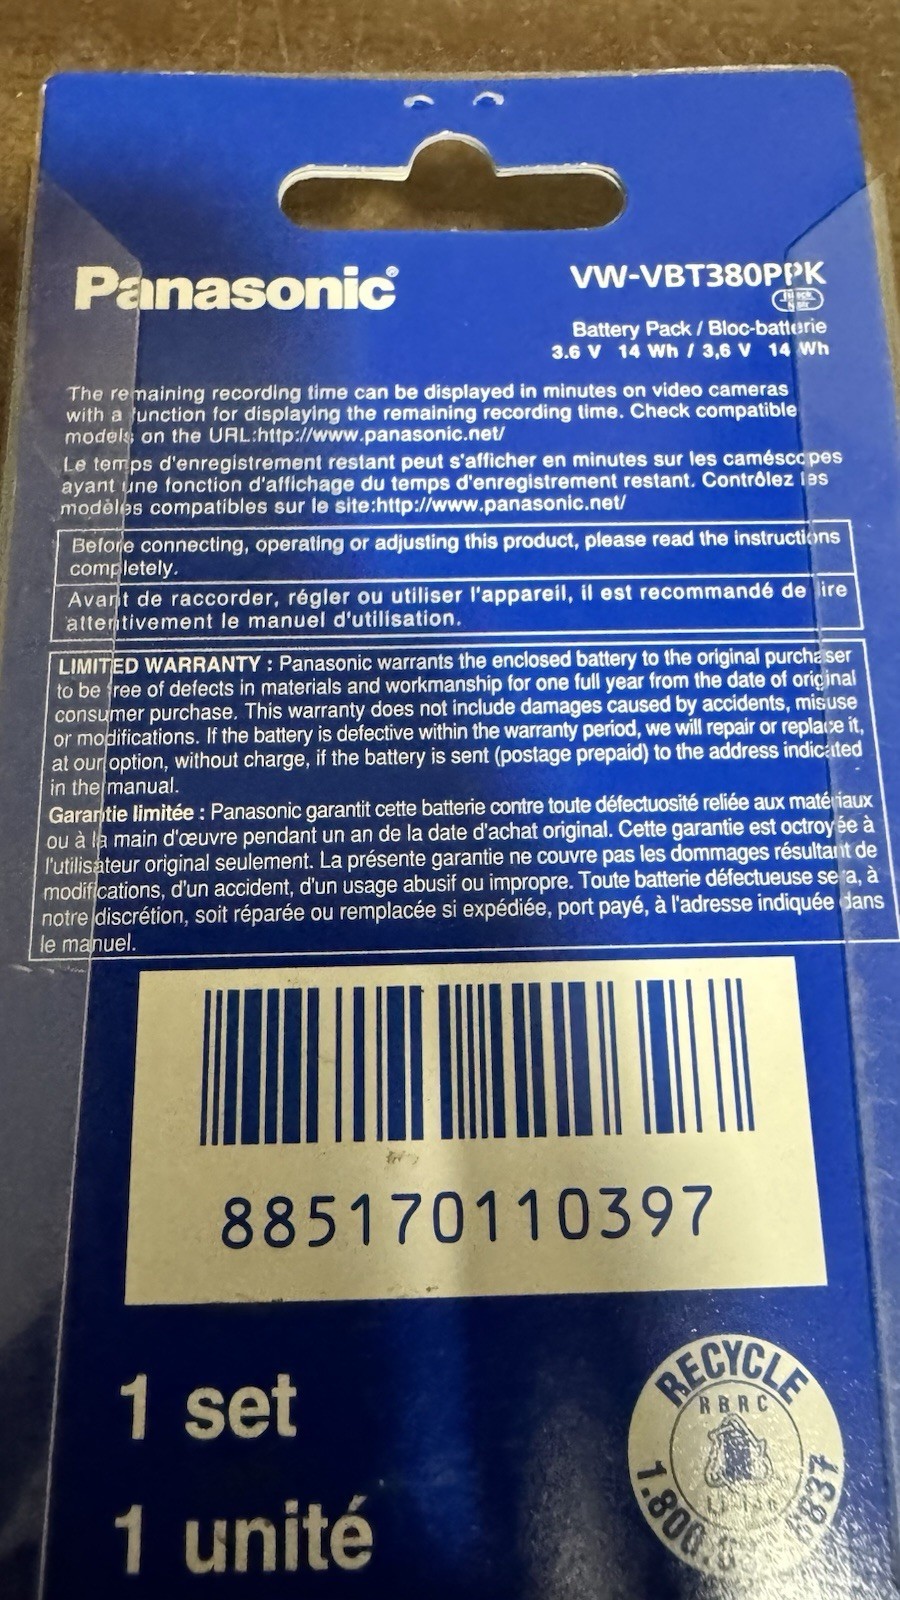 Panasonic®
VW-VBT380PPK
Black
Noir
Battery Pack / Bloc-batterie
3.6 V 14 Wh / 3,6 V 14 Wh
The remaining recording time can be displayed in minutes on video cameras
with a function for displaying the remaining recording time. Check compatible
models on the URL:http://www.panasonic.net/
Le temps d'enregistrement restant peut s'afficher en minutes sur les caméscopes
ayant une fonction d'affichage du temps d'enregistrement restant. Contrôlez les
modèles compatibles sur le site:http://www.panasonic.net/
Before connecting, operating or adjusting this product, please read the instructions
completely.
Avant de raccorder, régler ou utiliser l'appareil, il est recommandé de lire
attentivement le manuel d'utilisation.
LIMITED WARRANTY : Panasonic warrants the enclosed battery to the original purchaser
to be free of defects in materials and workmanship for one full year from the date of original
consumer purchase. This warranty does not include damages caused by accidents, misuse
or modifications. If the battery is defective within the warranty period, we will repair or replace it,
at our option, without charge, if the battery is sent (postage prepaid) to the address indicated
in the manual.
Garantie limitée : Panasonic garantit cette batterie contre toute défectuosité reliée aux matériaux
ou à la main d'œuvre pendant un an de la date d'achat original. Cette garantie est octroyée à
l'utilisateur original seulement. La présente garantie ne couvre pas les dommages résultant de
modifications, d'un accident, d'un usage abusif ou impropre. Toute batterie défectueuse sera, à
notre discrétion, soit réparée ou remplacée si expédiée, port payé, à l'adresse indiquée dans
le manuel.
885170110397
1 set
1 unité
RECYCLE
RBRC